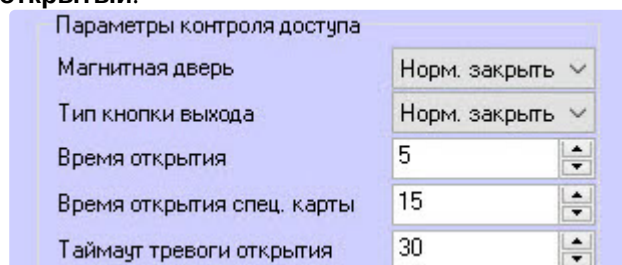 открытый.
Параметры контроля доступа
Магнитная дверь Норм. закрыть
Тип кнопки выхода Норм. закрыть
Время открытия 5
Время открытия спец. карты 15
Таймаут тревоги открытия 30